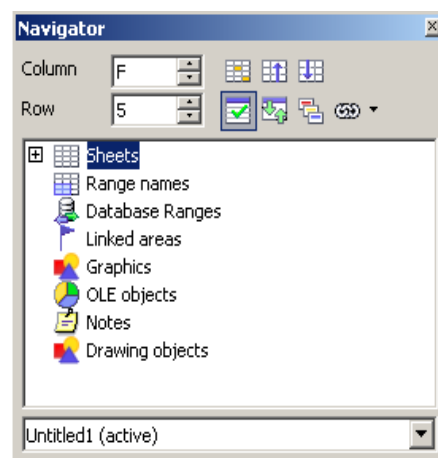 Navigator
Column F
Row 5
Sheets
Range names
Database Ranges
Linked areas
Graphics
OLE objects
Notes
Drawing objects
Untitled1 (active)